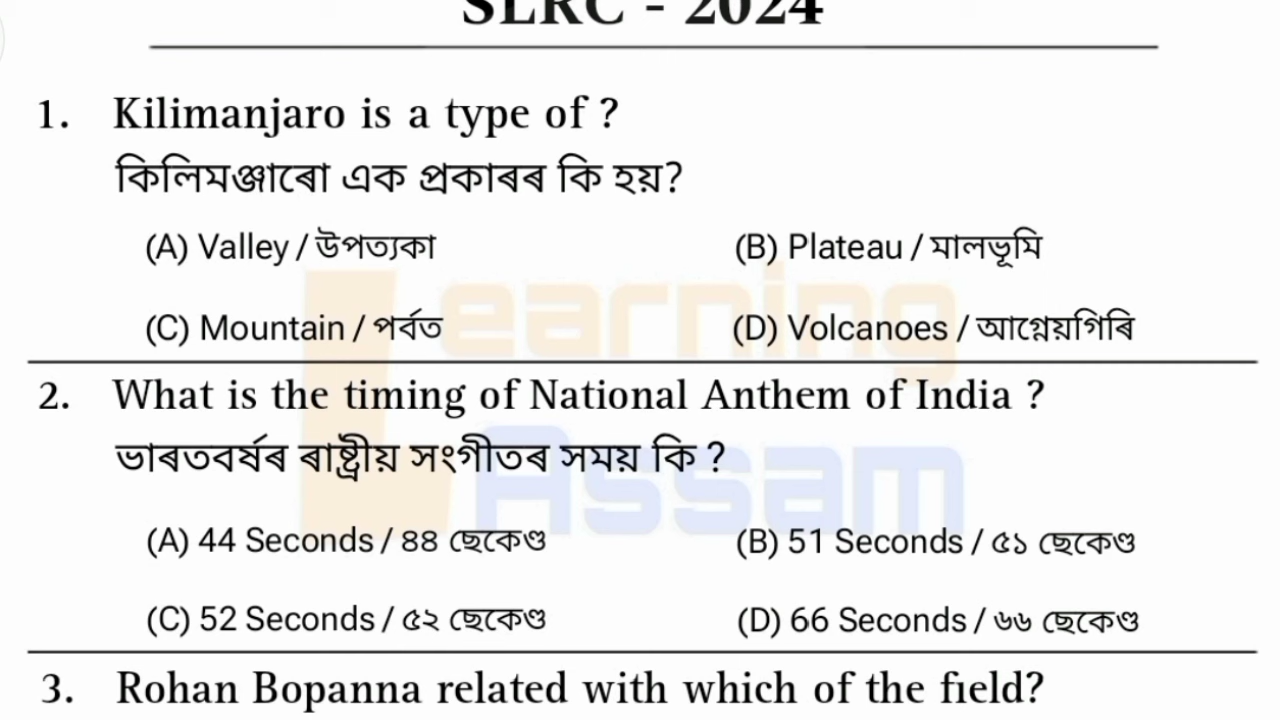 SLRC - 2024
1. Kilimanjaro is a type of ?
কিলিমঞ্জাৰো এক প্ৰকাৰৰ কি হয়?
(A) Valley / উপত্যকা (B) Plateau / মালভূমি
(C) Mountain / পৰ্বত (D) Volcanoes / আগ্নেয়গিৰি
Learning
Assam
2. What is the timing of National Anthem of India ?
ভাৰতবৰ্ষৰ ৰাষ্ট্ৰীয় সংগীতৰ সময় কি ?
(A) 44 Seconds / ৪৪ ছেকেণ্ড (B) 51 Seconds / ৫১ ছেকেণ্ড
(C) 52 Seconds / ৫২ ছেকেণ্ড (D) 66 Seconds / ৬৬ ছেকেণ্ড
3. Rohan Bopanna related with which of the field?